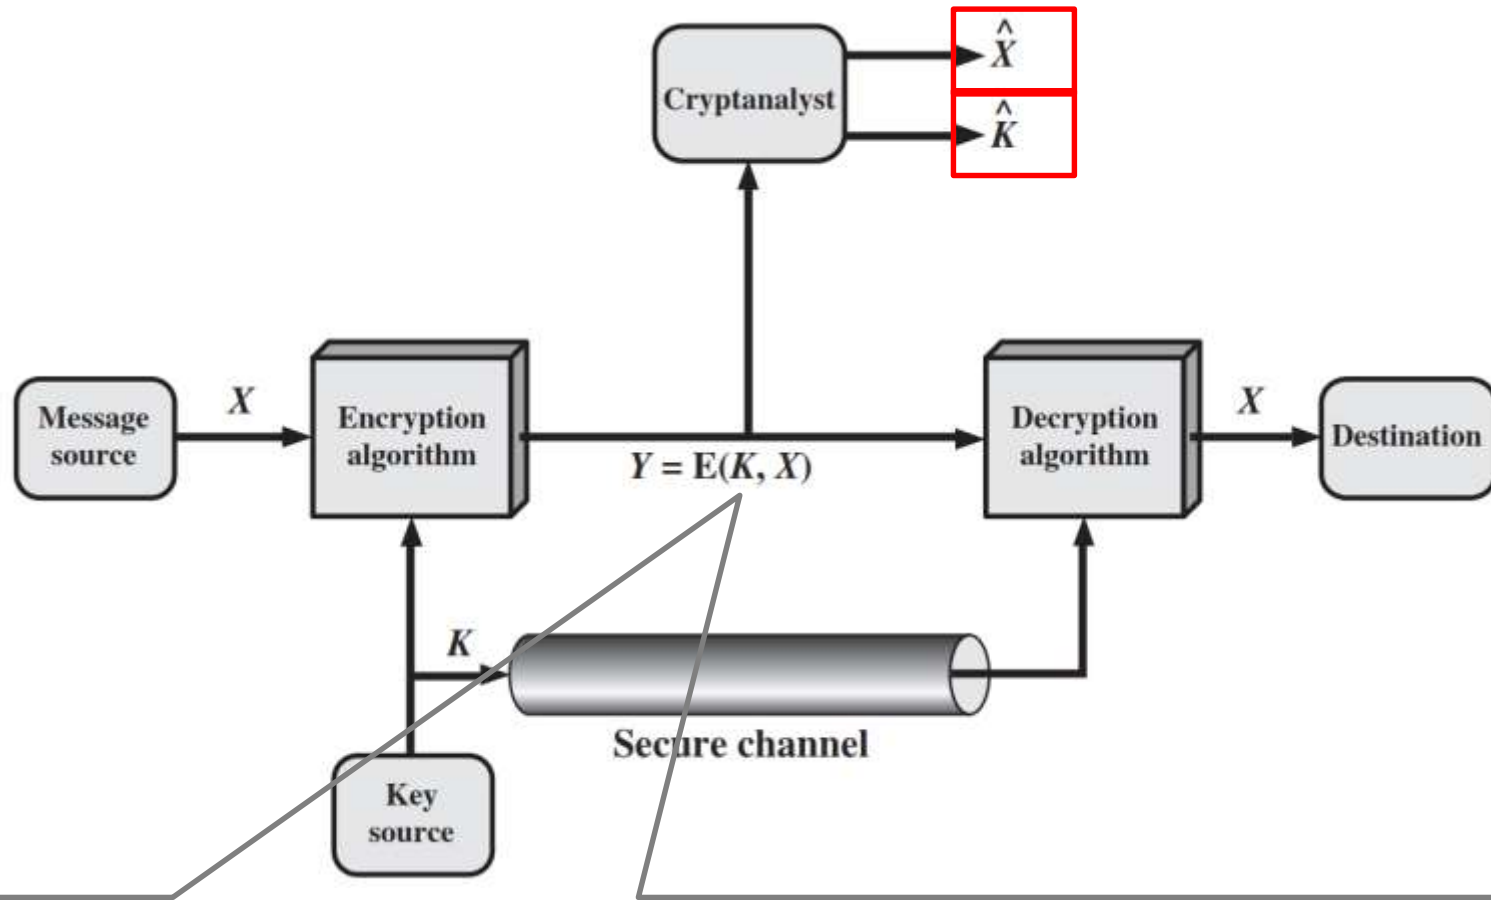 X̂
Cryptanalyst
K̂
Message
source
X
Encryption
algorithm
Y = E(K, X)
Decryption
algorithm
X
Destination
K
Secure channel
Key
source